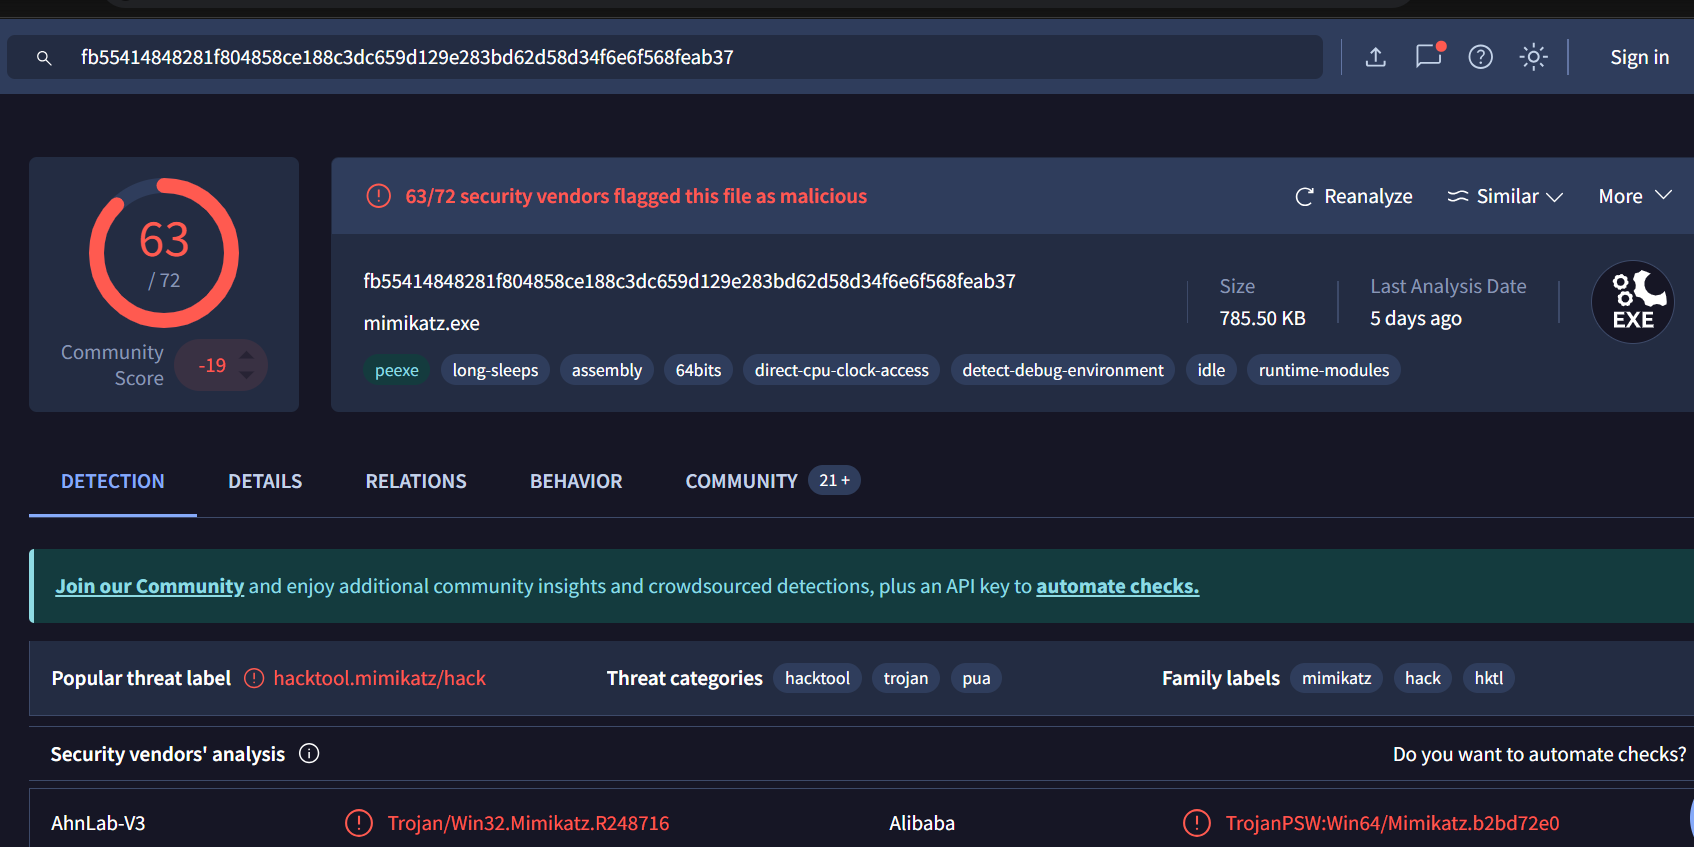 fb55414848281f804858ce188c3dc659d129e283bd62d58d34f6e6f568feab37
Sign in
63
/ 72
Community
Score
-19
63/72 security vendors flagged this file as malicious
Reanalyze
Similar
More
fb55414848281f804858ce188c3dc659d129e283bd62d58d34f6e6f568feab37
mimikatz.exe
Size
785.50 KB
Last Analysis Date
5 days ago
EXE
peexe
long-sleeps
assembly
64bits
direct-cpu-clock-access
detect-debug-environment
idle
runtime-modules
DETECTION
DETAILS
RELATIONS
BEHAVIOR
COMMUNITY
21 +
Join our Community and enjoy additional community insights and crowdsourced detections, plus an API key to automate checks.
Popular threat label
hacktool.mimikatz/hack
Threat categories
hacktool
trojan
pua
Family labels
mimikatz
hack
hktl
Security vendors' analysis
Do you want to automate checks?
AhnLab-V3
Trojan/Win32.Mimikatz.R248716
Alibaba
TrojanPSW:Win64/Mimikatz.b2bd72e0